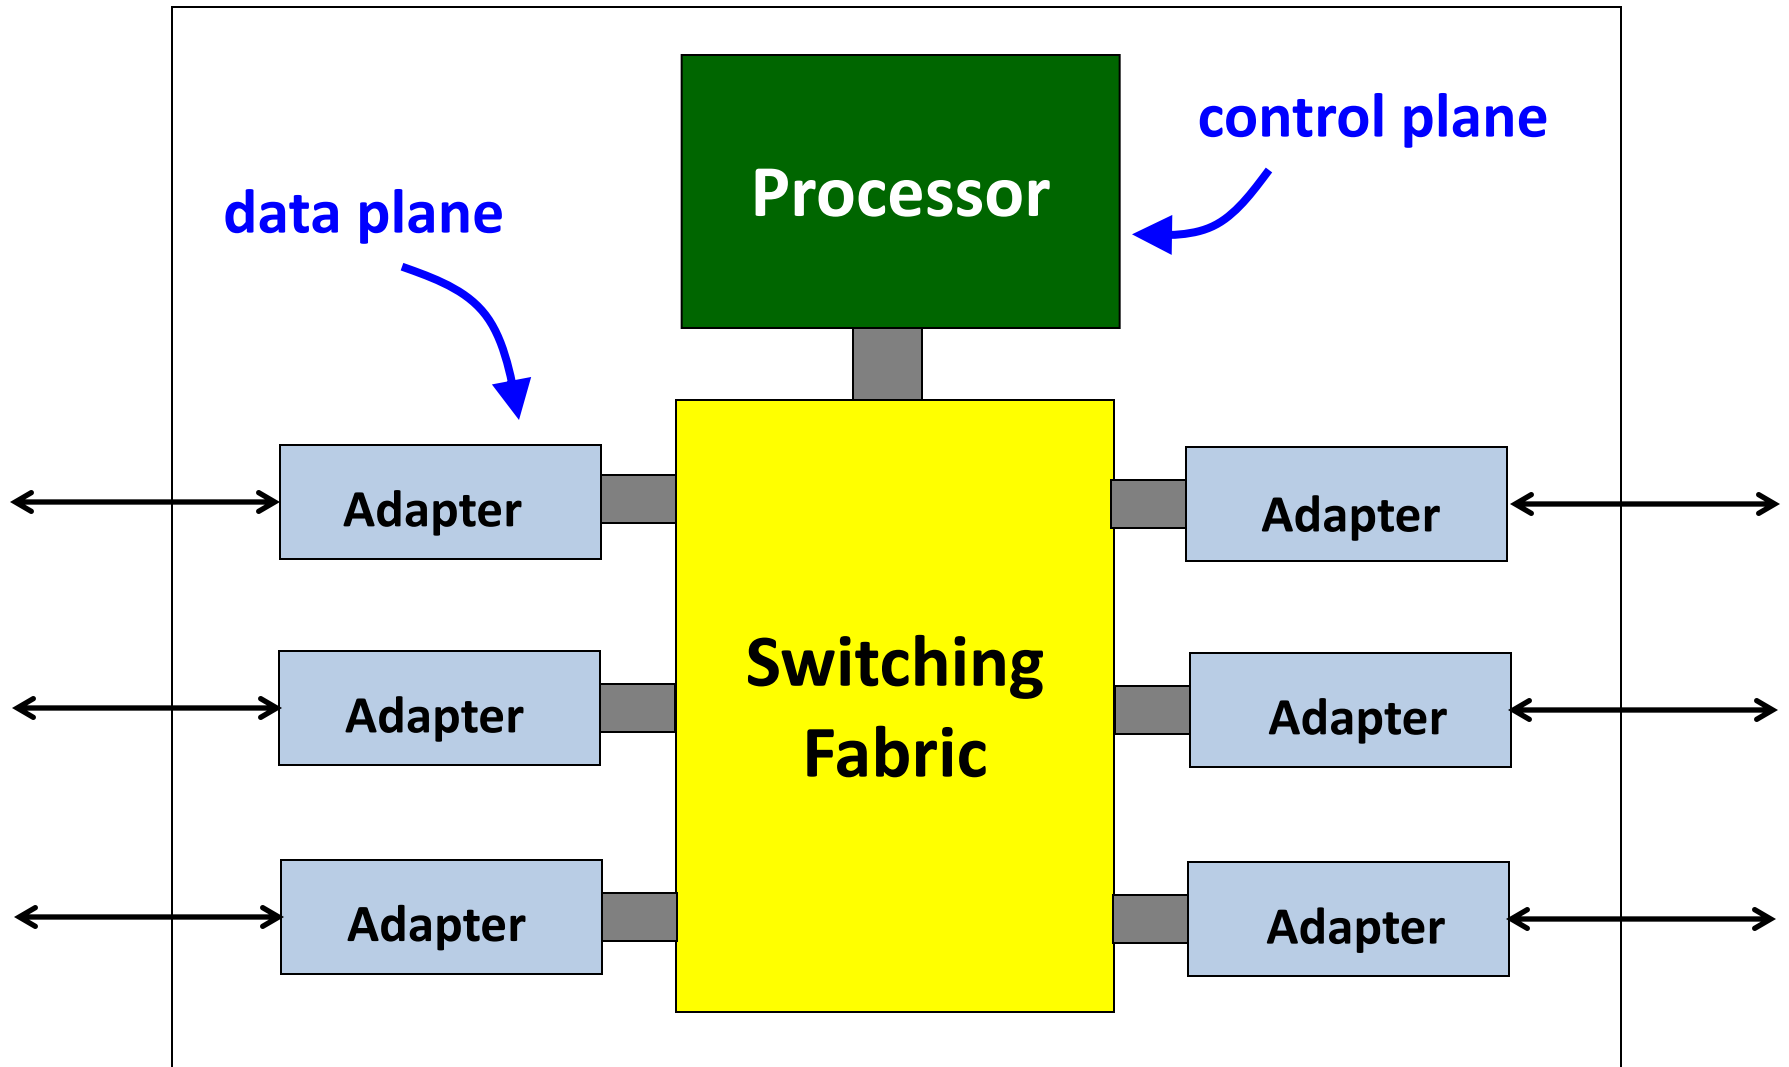 control plane
Processor
data plane
Adapter
Adapter
Switching
Fabric
Adapter
Adapter
Adapter
Adapter